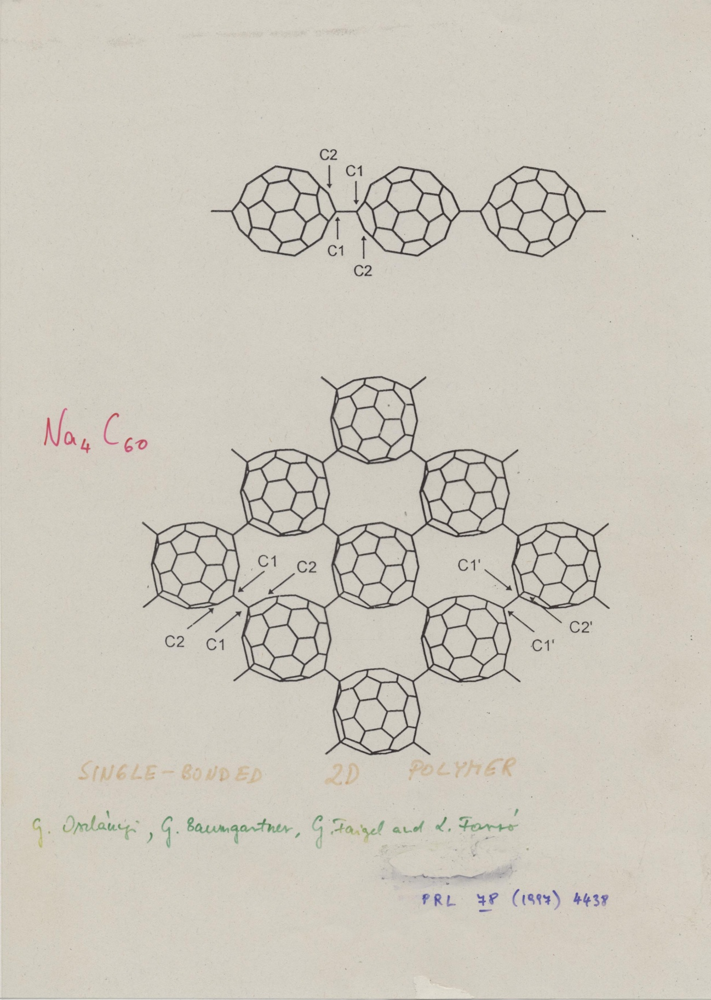 C2
C1
C1
C2
Na4 C60
C1 C2 C1'
C2 C1 C1' C2'
SINGLE-BONDED 2D POLYMER
G. Oszlányi, G. Baumgartner, G. Faigel and L. Forró
PRL 78 (1997) 4438